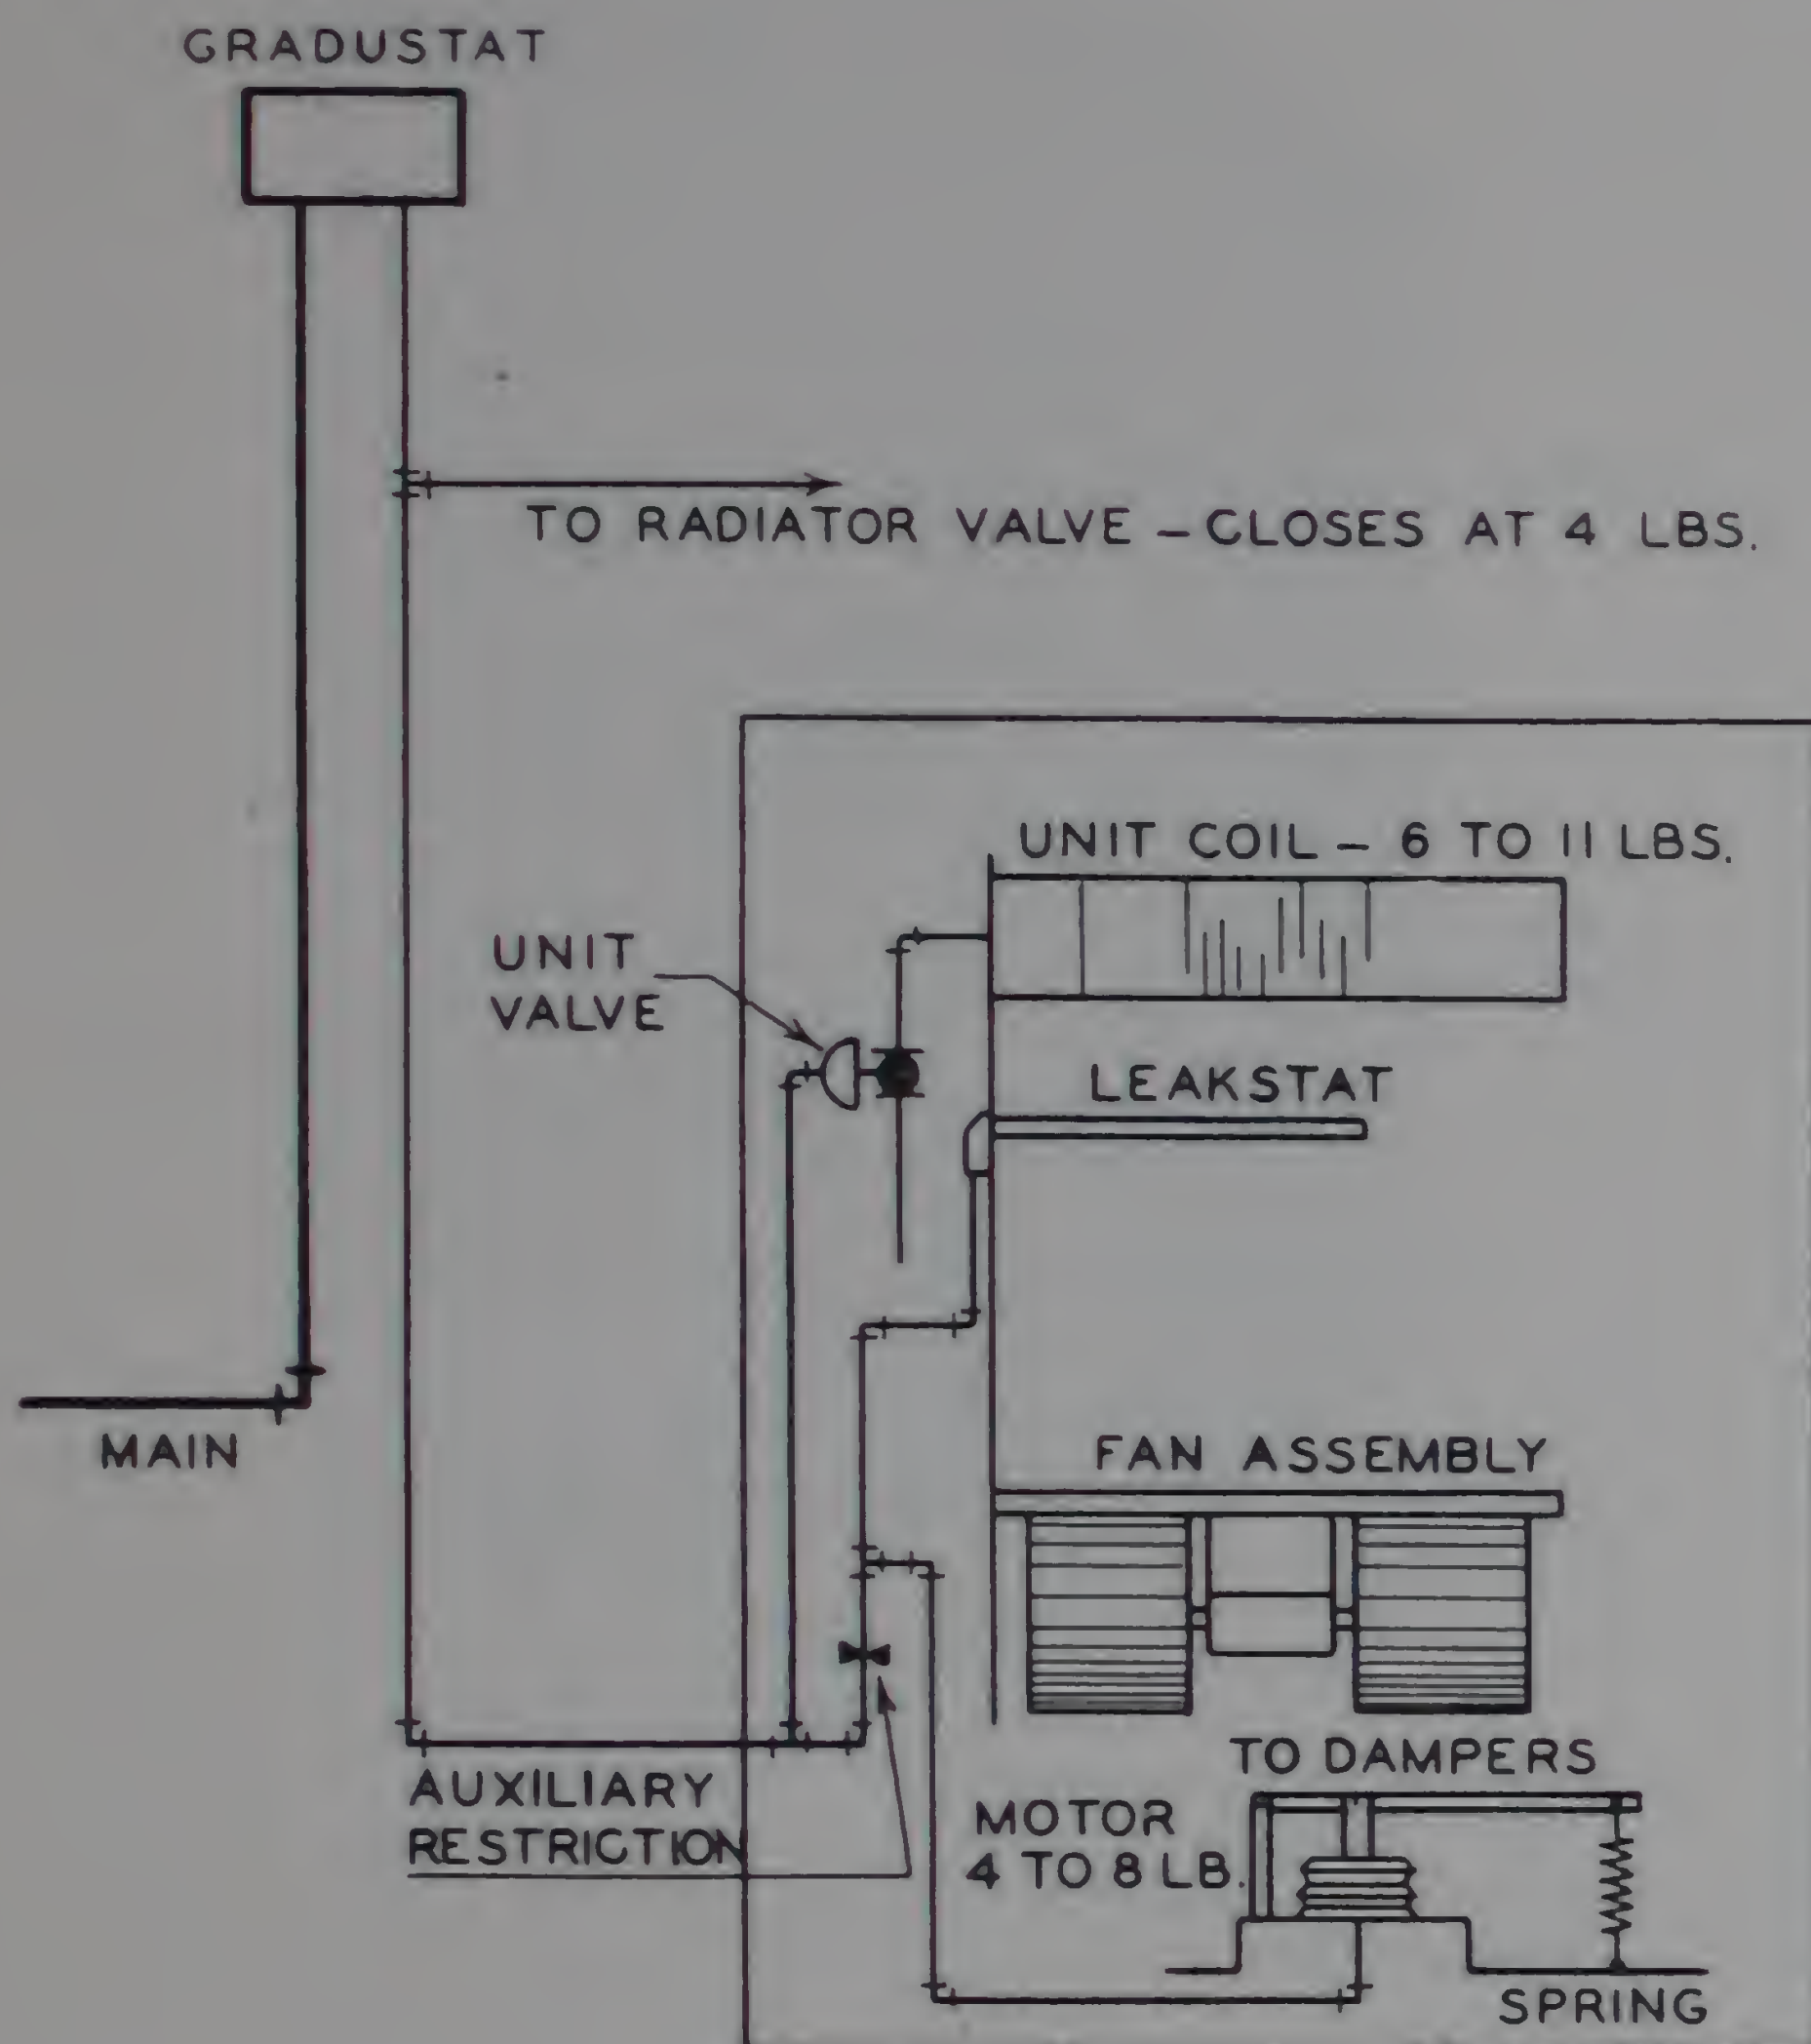 GRADUSTAT
TO RADIATOR VALVE – CLOSES AT 4 LBS.
UNIT COIL – 6 TO 11 LBS.
UNIT
VALVE
LEAKSTAT
MAIN
FAN ASSEMBLY
TO DAMPERS
AUXILIARY
RESTRICTION
MOTOR
4 TO 8 LB.
SPRING